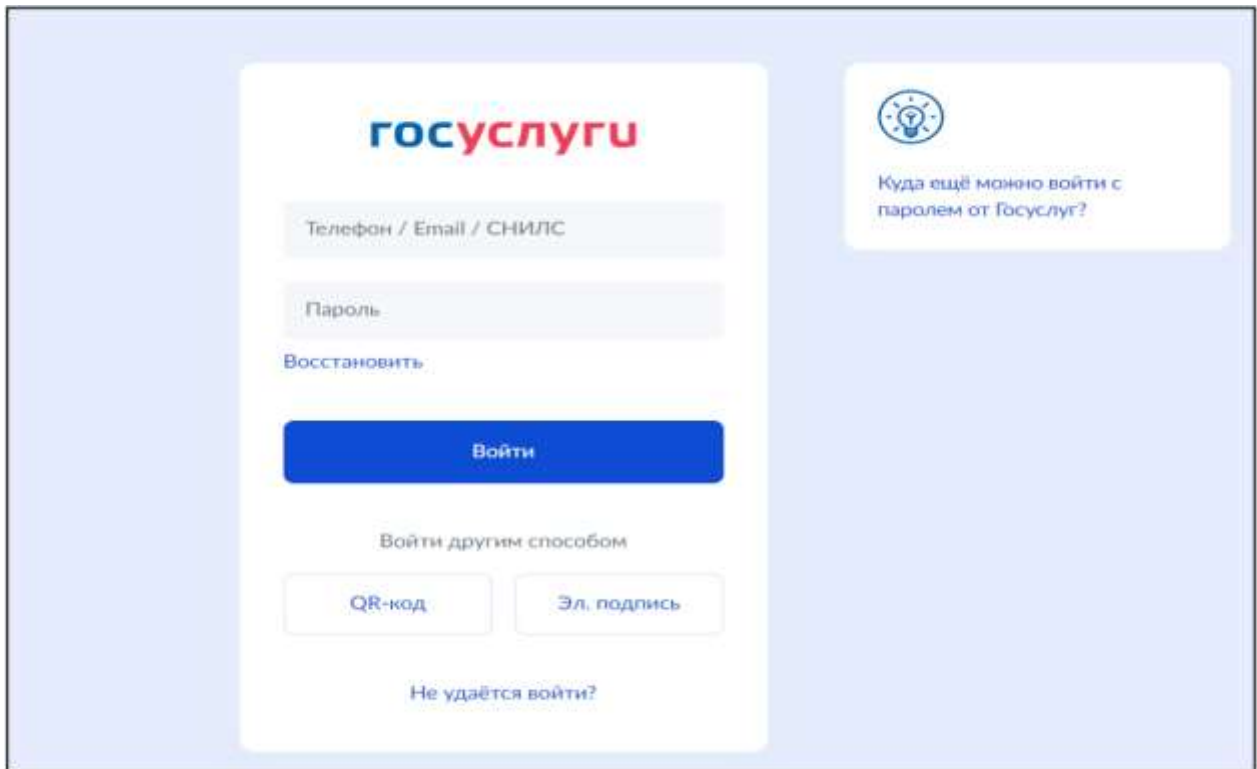 госуслуги
Телефон / Email / СНИЛС
Пароль
Восстановить
Войти
Войти другим способом
QR-код
Эл. подпись
Не удаётся войти?
Куда ещё можно войти с
паролем от Госуслуг?